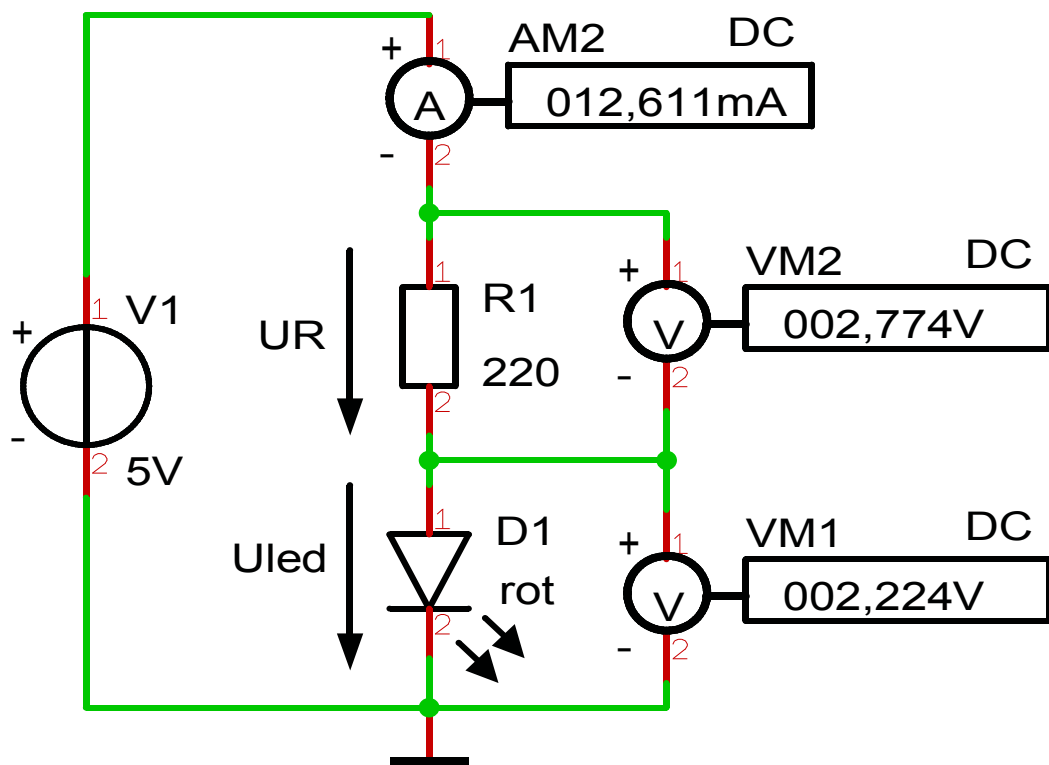 AM2 DC
+ 1
A 012,611mA
- 2
VM2 DC
+ 1
V 002,774V
- 2
1 V1
+
-
2 5V
UR
1 R1
220
2
Uled
1 D1
rot
2
VM1 DC
+ 1
V 002,224V
- 2